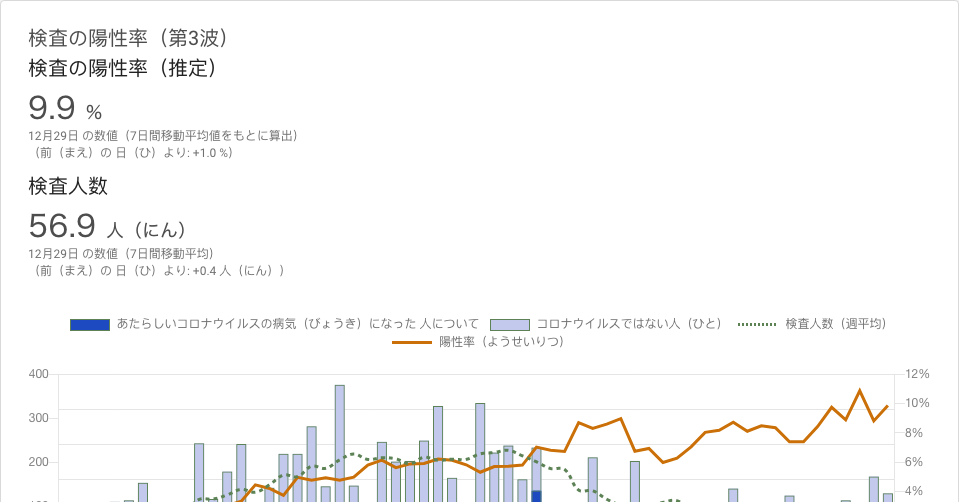 検査の陽性率（第3波）
検査の陽性率（推定）
9.9 %
12月29日 の数値（7日間移動平均値をもとに算出）
（前（まえ）の 日（ひ）より: +1.0 %）
検査人数
56.9 人（にん）
12月29日 の数値（7日間移動平均）
（前（まえ）の 日（ひ）より: +0.4 人（にん））
あたらしいコロナウイルスの病気（びょうき）になった 人について コロナウイルスではない人（ひと） 検査人数（週平均）
陽性率（ようせいりつ）
400 12%
300 10%
8%
200 6%
4%